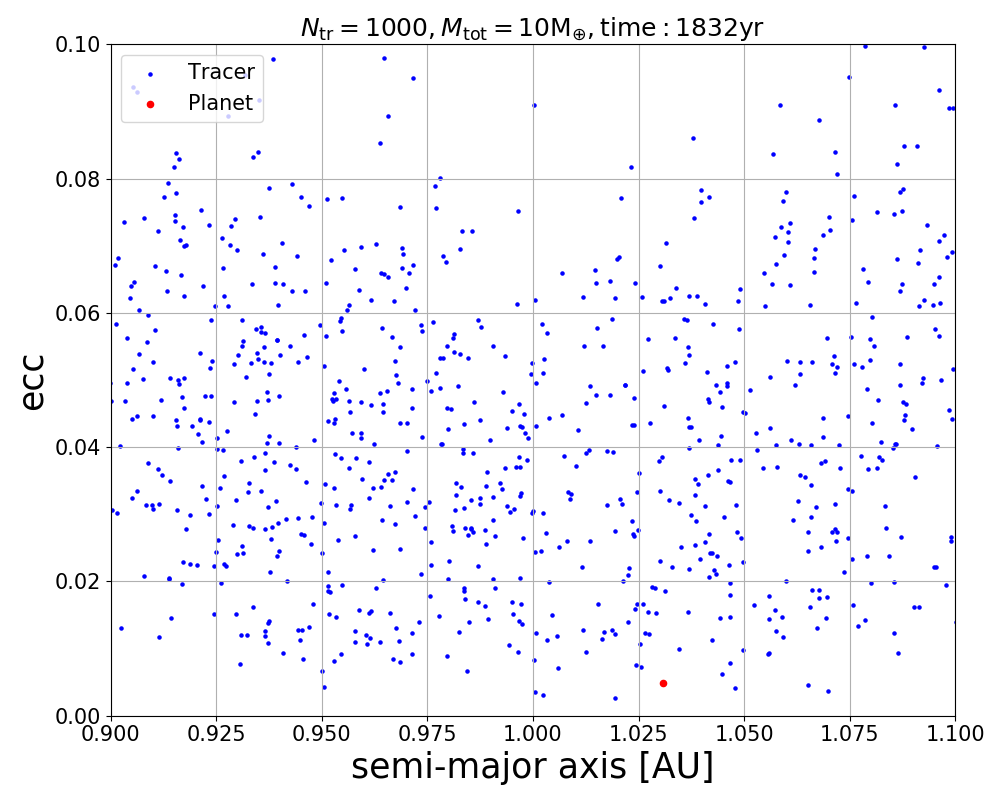 N_tr = 1000, M_tot = 10M_⊕, time : 1832yr
Tracer
Planet
ecc
0.10
0.08
0.06
0.04
0.02
0.00
0.900 0.925 0.950 0.975 1.000 1.025 1.050 1.075 1.100
semi-major axis [AU]